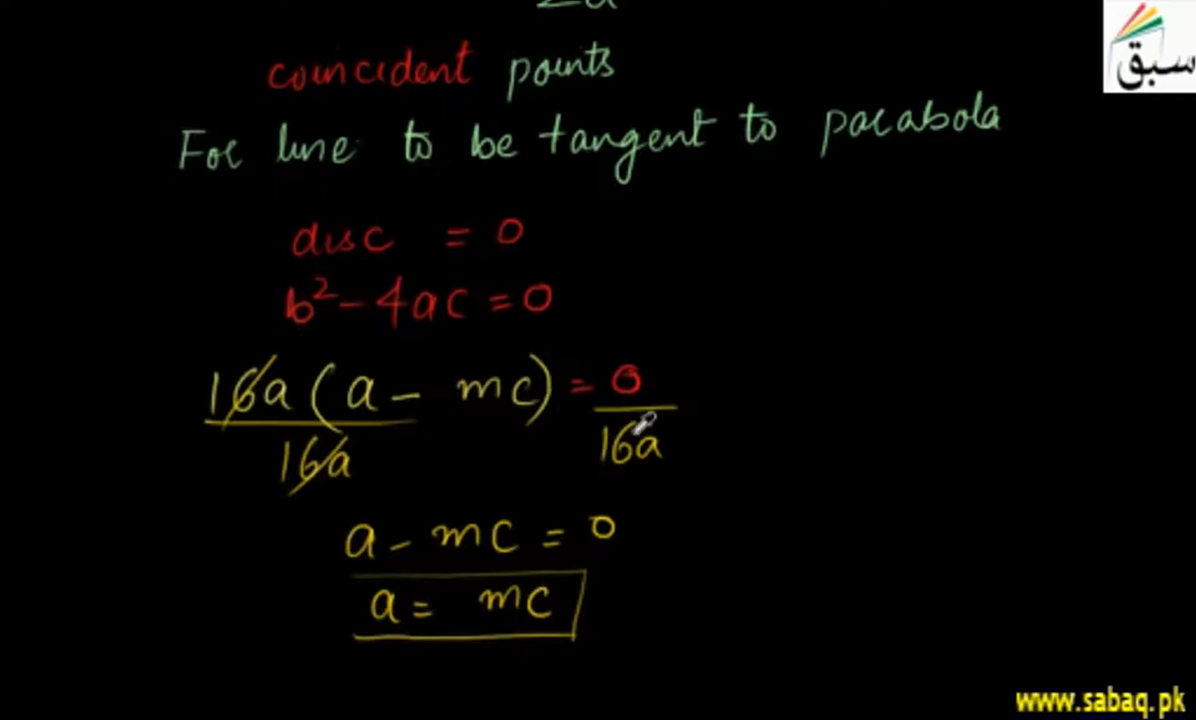 سبق
coincident points
For line to be tangent to parabola
disc = 0
b² - 4ac = 0
16a (a - mc) = 0
16a 16a
a - mc = 0
a = mc
www.sabaq.pk